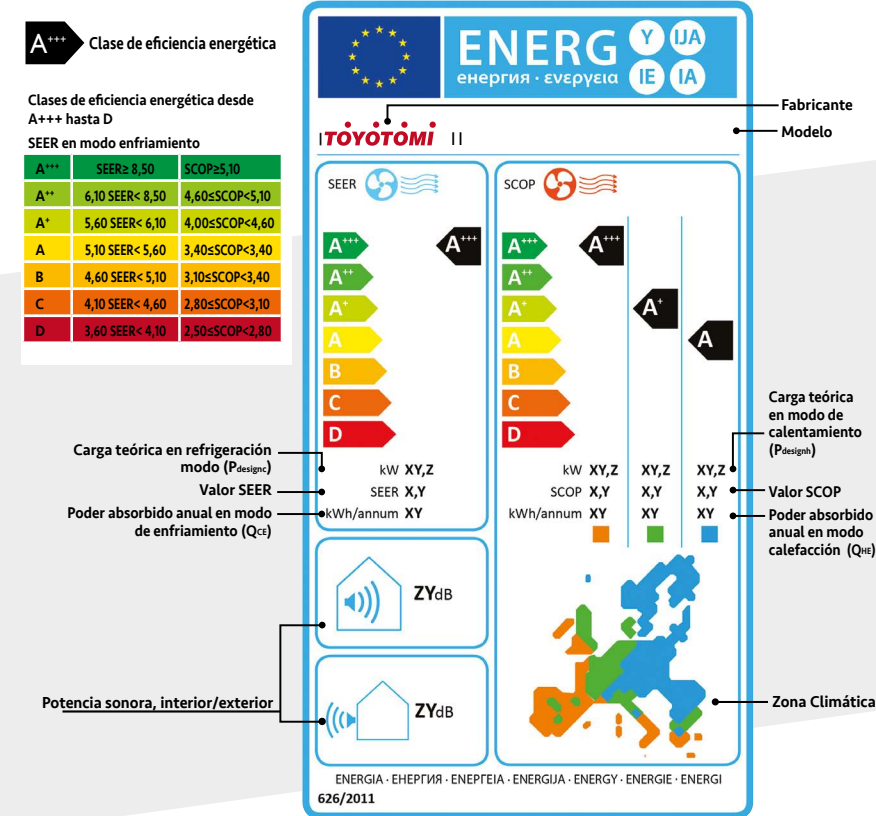 A+++ Clase de eficiencia energética
Clases de eficiencia energética desde
A+++ hasta D
SEER en modo enfriamiento
A+++ SEER≥ 8,50 SCOP≥5,10
A++ 6,10 SEER< 8,50 4,60≤SCOP<5,10
A+ 5,60 SEER< 6,10 4,00≤SCOP<4,60
A 5,10 SEER< 5,60 3,40≤SCOP<3,40
B 4,60 SEER< 5,10 3,10≤SCOP<3,40
C 4,10 SEER< 4,60 2,80≤SCOP<3,10
D 3,60 SEER< 4,10 2,50≤SCOP<2,80
ENERG Y IJA
енергия · ενεργεια IE IA
Fabricante
TOYOTOMI II
Modelo
SEER
A+++ A+++
A++
A+
A
B
C
D
kW XY,Z
SEER X,Y
kWh/annum XY
SCOP
A+++ A+++
A++
A+ A+
A A
B
C
D
kW XY,Z XY,Z XY,Z
SCOP X,Y X,Y X,Y
kWh/annum XY XY XY
Carga teórica en refrigeración
modo (Pdesignc)
Valor SEER
Poder absorbido anual en modo
de enfriamiento (QCE)
Carga teórica
en modo de
calentamiento
(Pdesignh)
Valor SCOP
Poder absorbido
anual en modo
calefacción (QHE)
ZYdB
ZYdB
Potencia sonora, interior/exterior
Zona Climática
ENERGIA · ЕНЕРГИЯ · ΕΝΕΡΓΕΙΑ · ENERGIJA · ENERGY · ENERGIE · ENERGI
626/2011